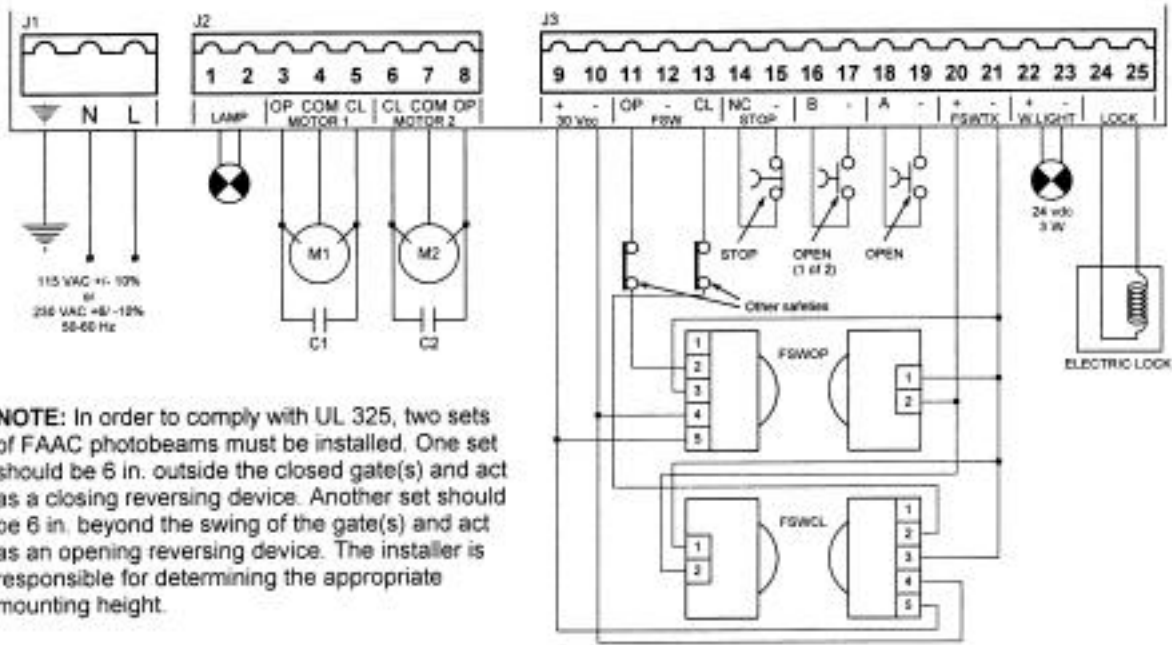 J1 J2 J3
1 2 3 4 5 6 7 8
9 10 11 12 13 14 15 16 17 18 19 20 21 22 23 24 25
N L
LAMP
OP COM CL
MOTOR 1
CL COM OP
MOTOR 2
+ -
30 Vcc
OP - CL
FSW
NC -
STOP
B -
A -
+ -
FSWTX
+ -
W.LIGHT
LOCK
M1
M2
C1
C2
115 VAC +/- 10%
or
230 VAC +6/ -10%
50-60 Hz
STOP
OPEN
(1 of 2)
OPEN
24 vdc
3 W
Other safeties
ELECTRIC LOCK
FSWOP
1
2
3
4
5
1
2
FSWCL
1
2
1
2
3
4
5
NOTE: In order to comply with UL 325, two sets
of FAAC photobeams must be installed. One set
should be 6 in. outside the closed gate(s) and act
as a closing reversing device. Another set should
be 6 in. beyond the swing of the gate(s) and act
as an opening reversing device. The installer is
responsible for determining the appropriate
mounting height.